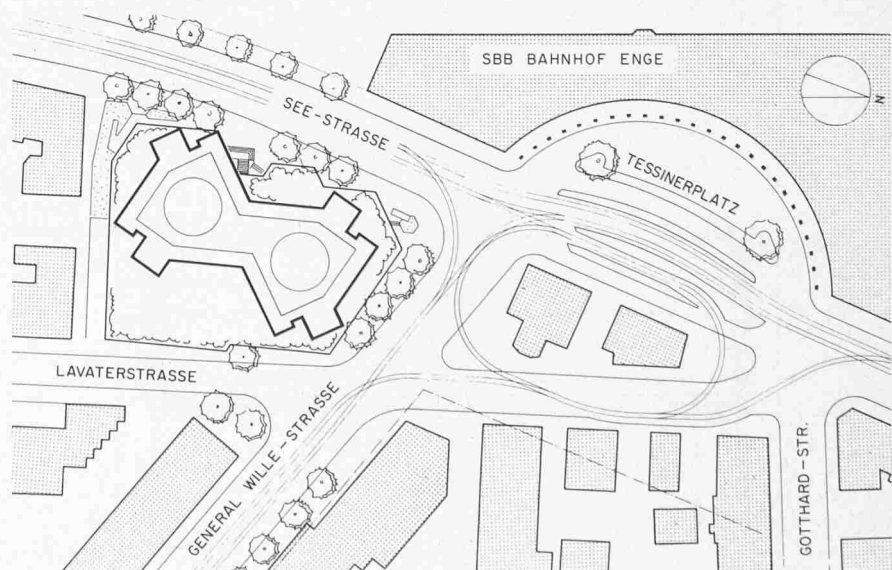 SBB BAHNHOF ENGE
SEE-STRASSE
TESSINERPLATZ
N
LAVATERSTRASSE
GENERAL WILLE-STRASSE
GOTTHARD-STR.